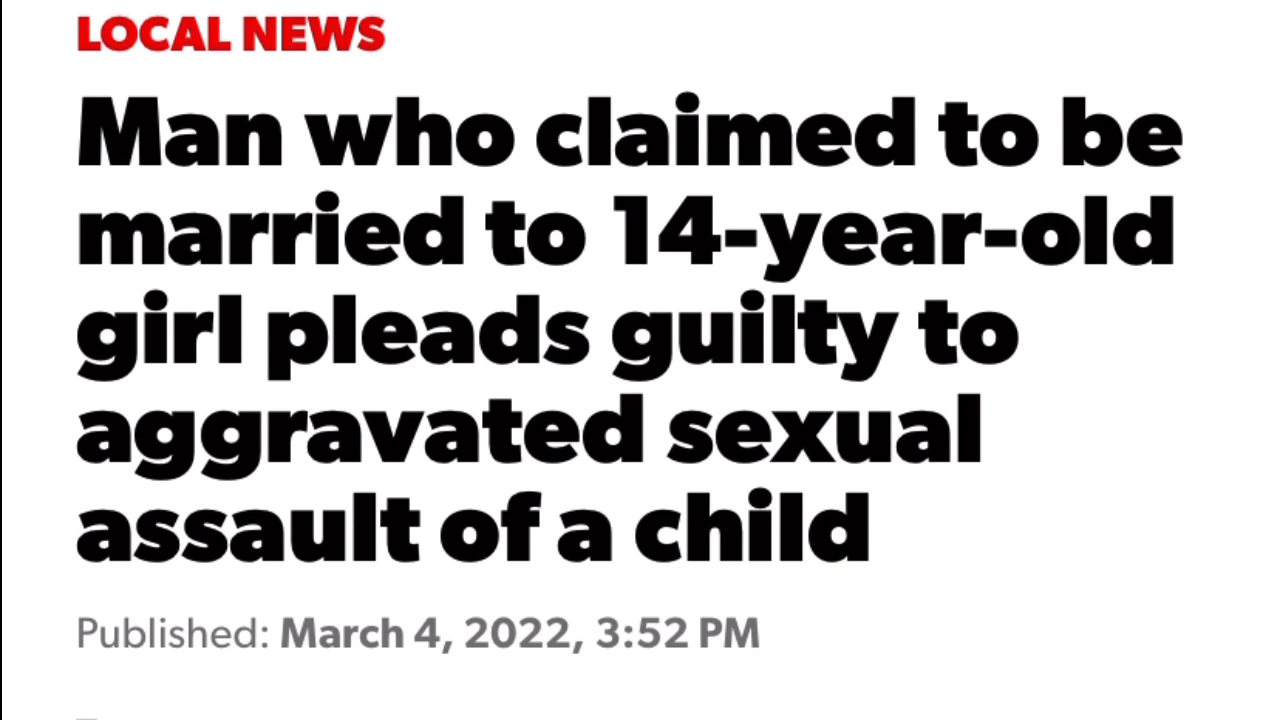 LOCAL NEWS
Man who claimed to be
married to 14-year-old
girl pleads guilty to
aggravated sexual
assault of a child
Published: March 4, 2022, 3:52 PM